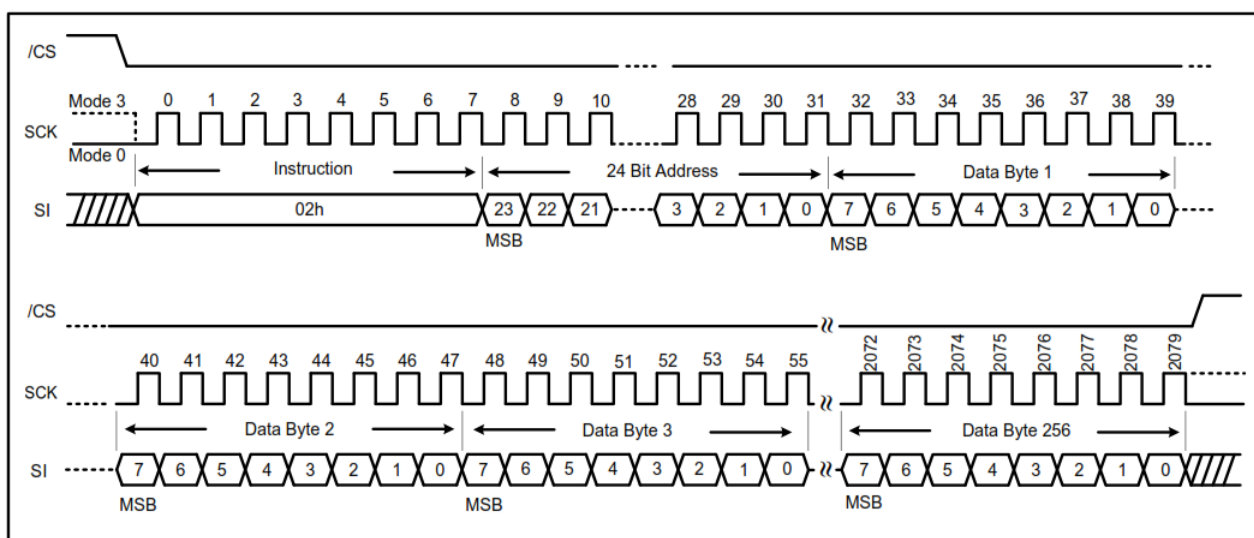 /CS
Mode 3 0 1 2 3 4 5 6 7 8 9 10 28 29 30 31 32 33 34 35 36 37 38 39
SCK
Mode 0
Instruction 24 Bit Address Data Byte 1
SI 02h 23 22 21 3 2 1 0 7 6 5 4 3 2 1 0
MSB MSB
/CS
40 41 42 43 44 45 46 47 48 49 50 51 52 53 54 55 2072 2073 2074 2075 2076 2077 2078 2079
SCK
Data Byte 2 Data Byte 3 Data Byte 256
SI 7 6 5 4 3 2 1 0 7 6 5 4 3 2 1 0 7 6 5 4 3 2 1 0
MSB MSB MSB